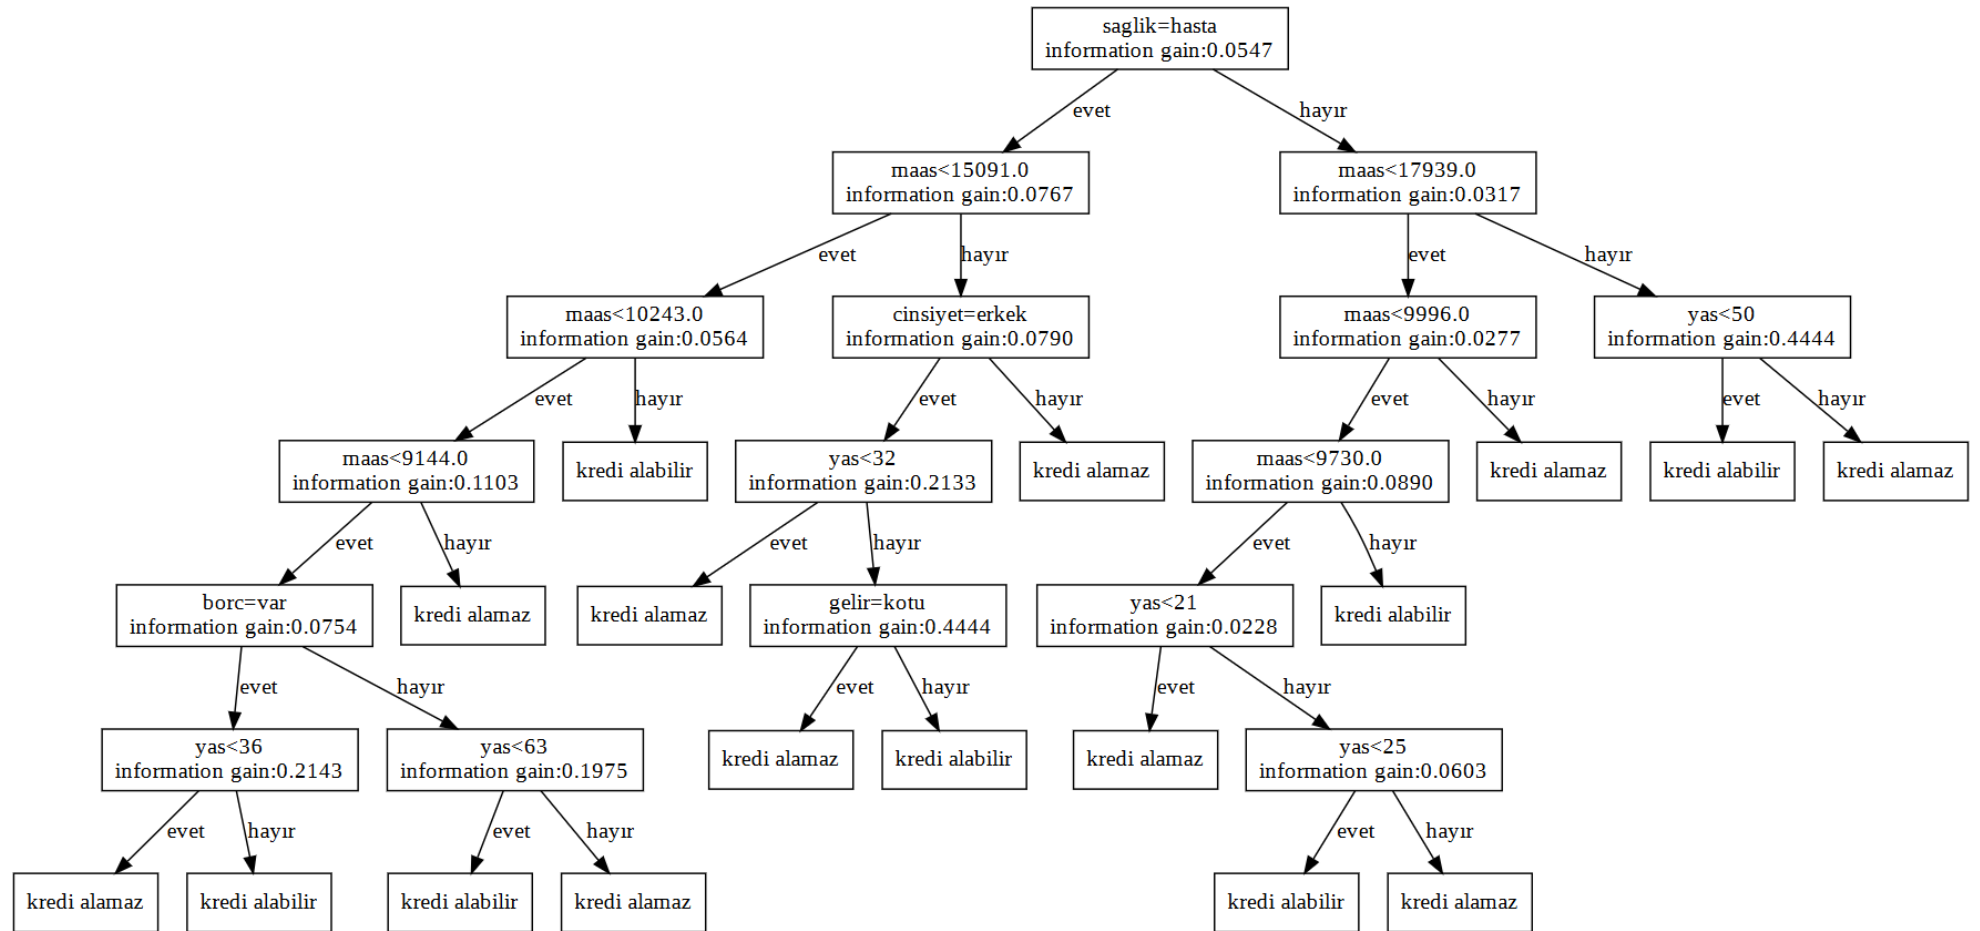 saglik=hasta
information gain:0.0547
evet
hayır
maas<15091.0
information gain:0.0767
maas<17939.0
information gain:0.0317
evet
hayır
evet
hayır
maas<10243.0
information gain:0.0564
cinsiyet=erkek
information gain:0.0790
maas<9996.0
information gain:0.0277
yas<50
information gain:0.4444
evet
hayır
evet
hayır
evet
hayır
evet
hayır
maas<9144.0
information gain:0.1103
kredi alabilir
yas<32
information gain:0.2133
kredi alamaz
maas<9730.0
information gain:0.0890
kredi alamaz
kredi alabilir
kredi alamaz
evet
hayır
evet
hayır
evet
hayır
borc=var
information gain:0.0754
kredi alamaz
kredi alamaz
gelir=kotu
information gain:0.4444
yas<21
information gain:0.0228
kredi alabilir
evet
hayır
evet
hayır
evet
hayır
yas<36
information gain:0.2143
yas<63
information gain:0.1975
kredi alamaz
kredi alabilir
kredi alamaz
yas<25
information gain:0.0603
evet
hayır
evet
hayır
evet
hayır
kredi alamaz
kredi alabilir
kredi alabilir
kredi alamaz
kredi alabilir
kredi alamaz